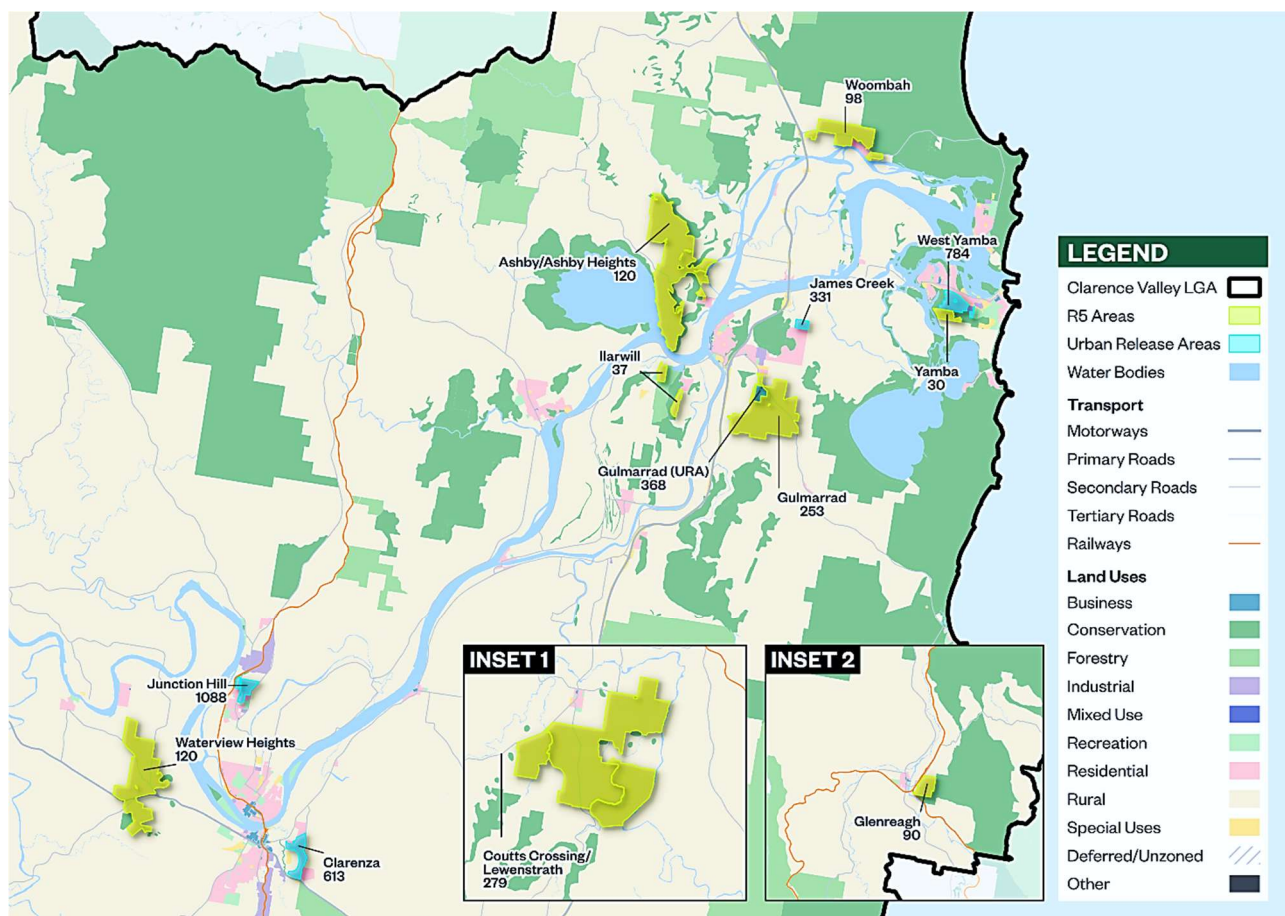 Woombah
98
Ashby/Ashby Heights
120
West Yamba
784
James Creek
331
Ilarwill
37
Yamba
30
Gulmarrad (URA)
368
Gulmarrad
253
Junction Hill
1088
Waterview Heights
120
Clarenza
613
INSET 1
Coutts Crossing/
Lewenstrath
279
INSET 2
Glenreagh
90
LEGEND
Clarence Valley LGA
R5 Areas
Urban Release Areas
Water Bodies
Transport
Motorways
Primary Roads
Secondary Roads
Tertiary Roads
Railways
Land Uses
Business
Conservation
Forestry
Industrial
Mixed Use
Recreation
Residential
Rural
Special Uses
Deferred/Unzoned
Other